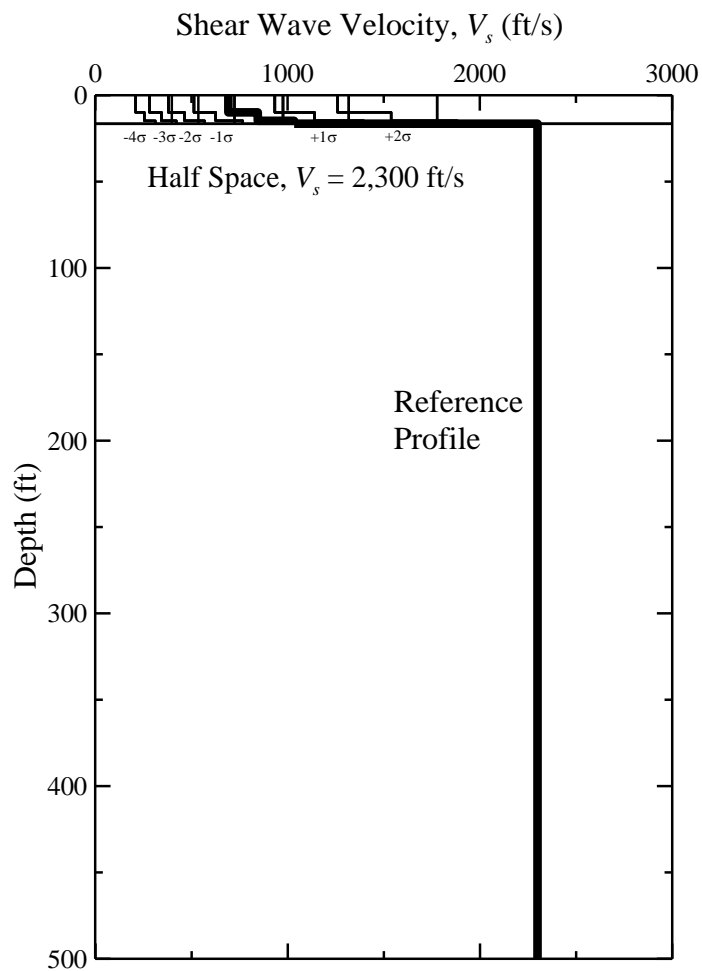 Shear Wave Velocity, Vs (ft/s)
0 1000 2000 3000
0
-4σ -3σ -2σ -1σ +1σ +2σ
Half Space, Vs = 2,300 ft/s
100
Reference
Profile
200
Depth (ft)
300
400
500